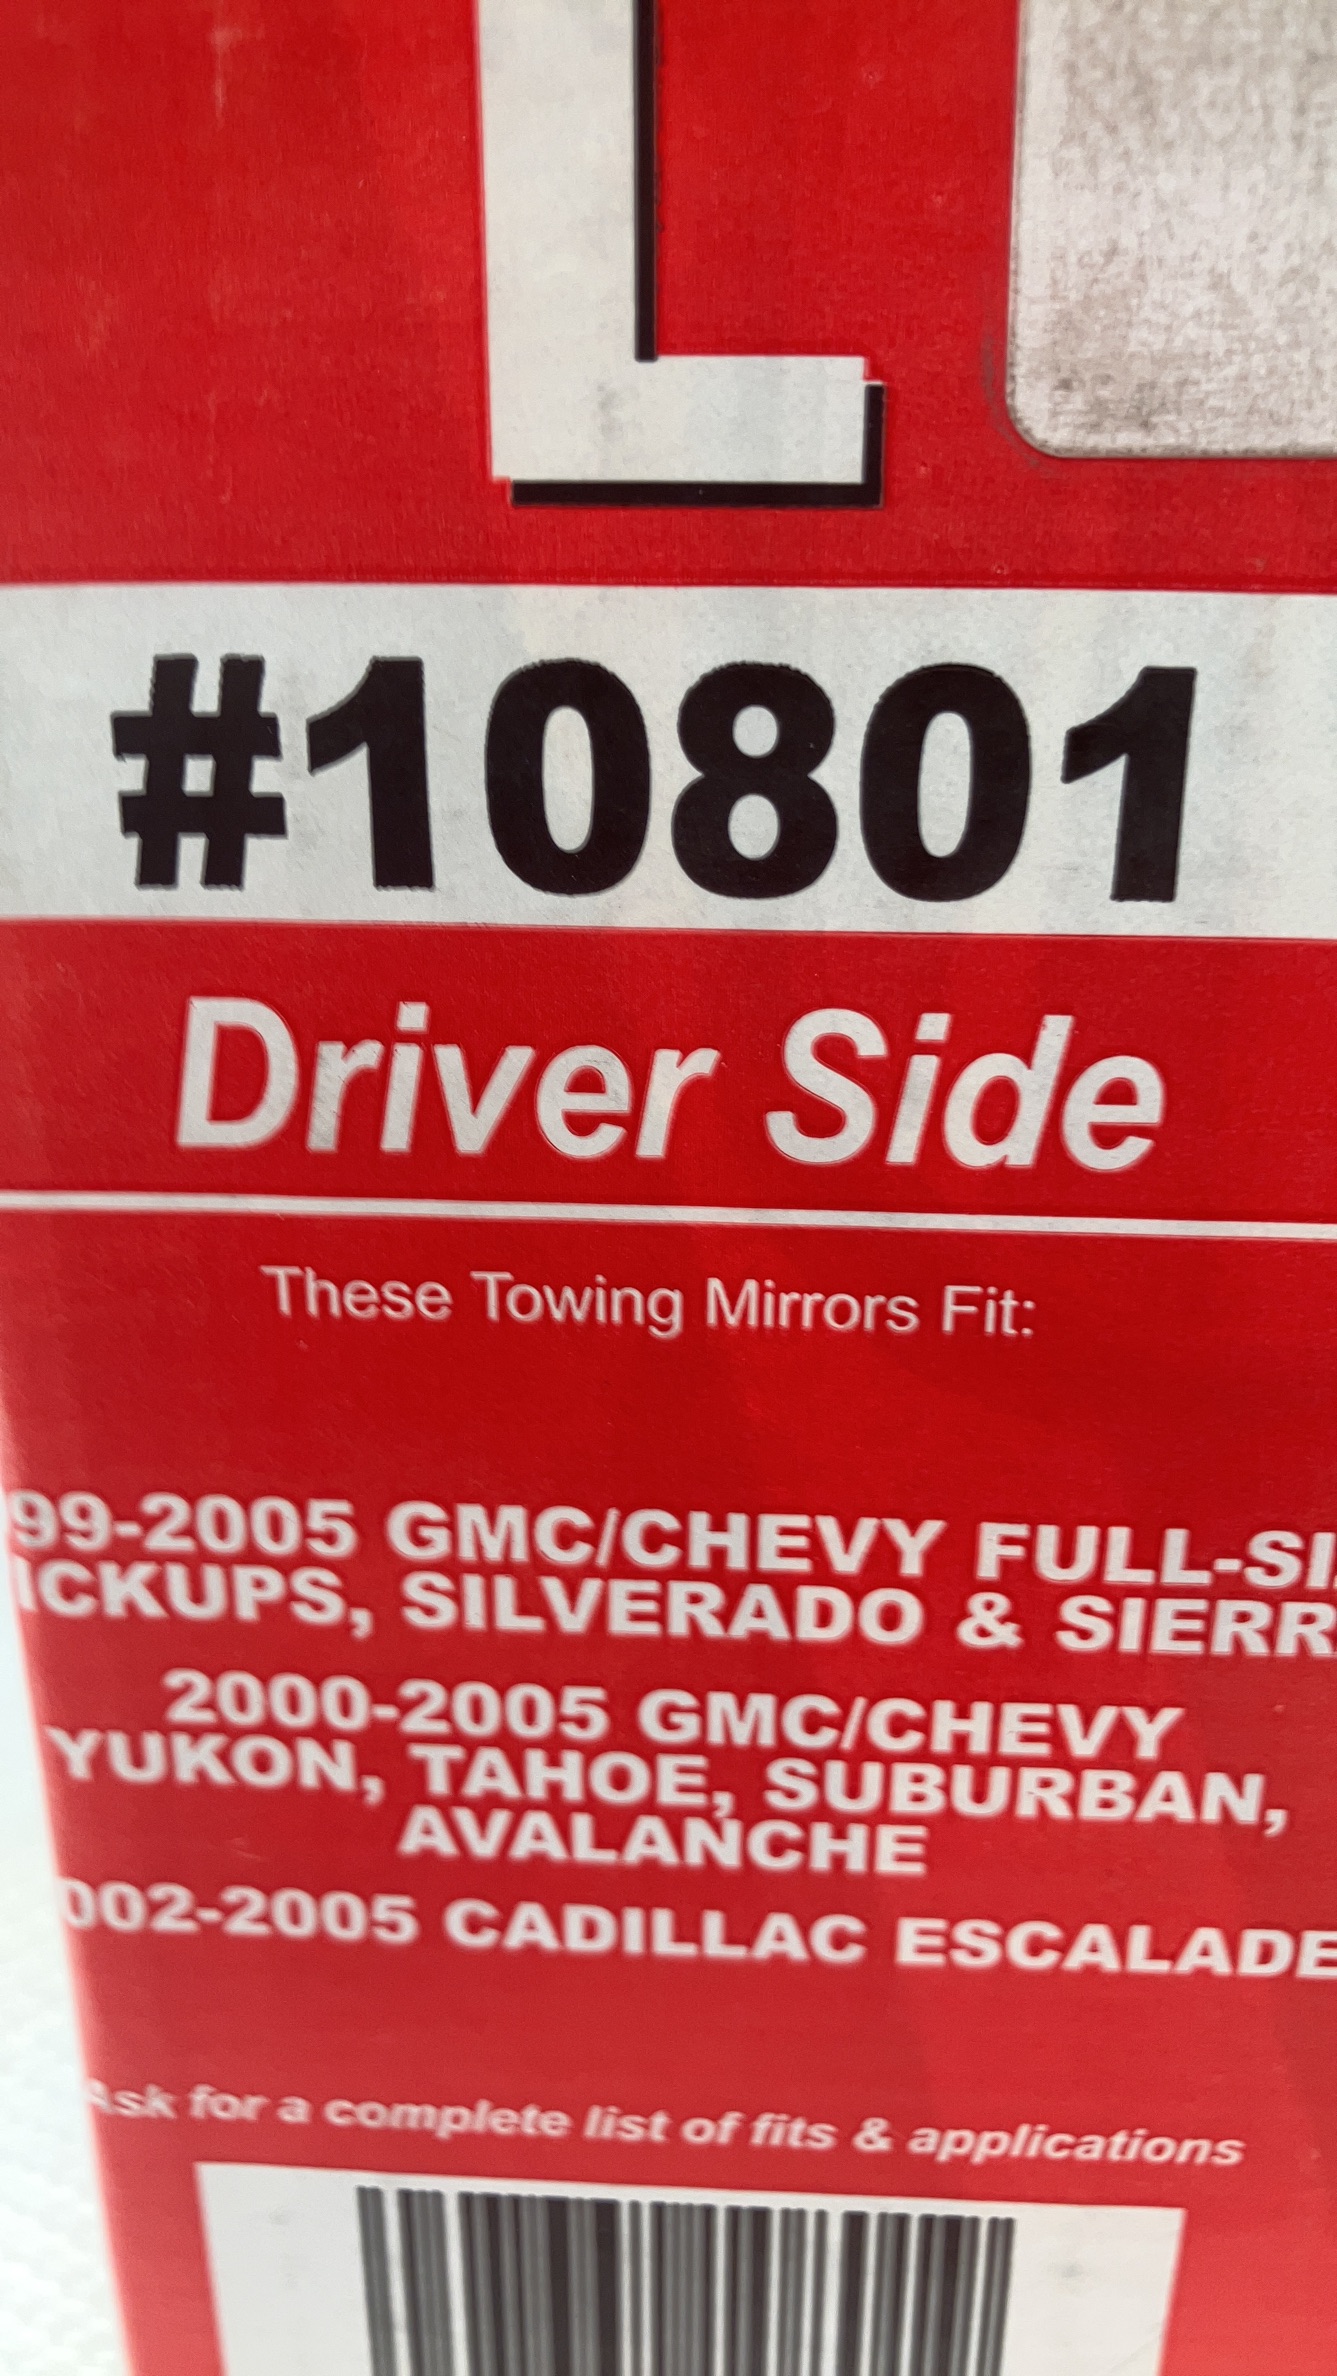 L
#10801
Driver Side
These Towing Mirrors Fit:
99-2005 GMC/CHEVY FULL-SI
ICKUPS, SILVERADO & SIERR
2000-2005 GMC/CHEVY
YUKON, TAHOE, SUBURBAN,
AVALANCHE
002-2005 CADILLAC ESCALADE
Ask for a complete list of fits & applications